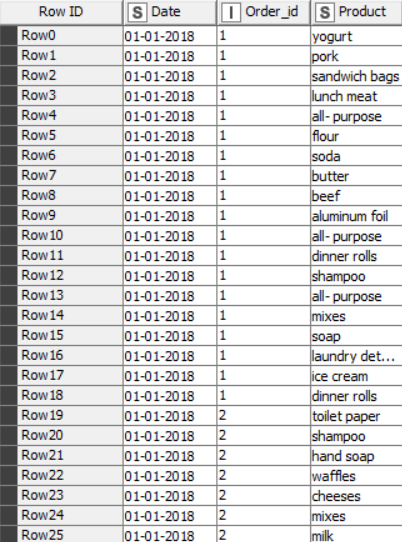 Row ID S Date I Order_id S Product
Row0 01-01-2018 1 yogurt
Row1 01-01-2018 1 pork
Row2 01-01-2018 1 sandwich bags
Row3 01-01-2018 1 lunch meat
Row4 01-01-2018 1 all- purpose
Row5 01-01-2018 1 flour
Row6 01-01-2018 1 soda
Row7 01-01-2018 1 butter
Row8 01-01-2018 1 beef
Row9 01-01-2018 1 aluminum foil
Row10 01-01-2018 1 all- purpose
Row11 01-01-2018 1 dinner rolls
Row12 01-01-2018 1 shampoo
Row13 01-01-2018 1 all- purpose
Row14 01-01-2018 1 mixes
Row15 01-01-2018 1 soap
Row16 01-01-2018 1 laundry det...
Row17 01-01-2018 1 ice cream
Row18 01-01-2018 1 dinner rolls
Row19 01-01-2018 2 toilet paper
Row20 01-01-2018 2 shampoo
Row21 01-01-2018 2 hand soap
Row22 01-01-2018 2 waffles
Row23 01-01-2018 2 cheeses
Row24 01-01-2018 2 mixes
Row25 01-01-2018 2 milk